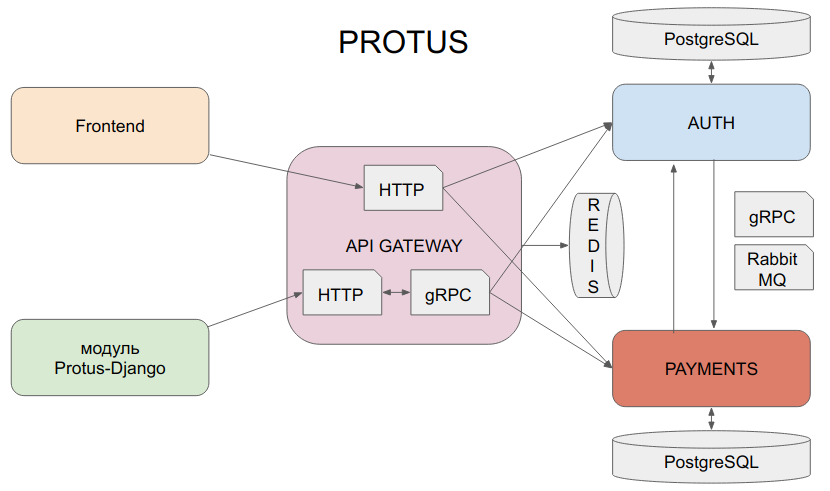 PROTUS
PostgreSQL
Frontend
AUTH
HTTP
API GATEWAY
HTTP
gRPC
REDIS
gRPC
Rabbit
MQ
модуль
Protus-Django
PAYMENTS
PostgreSQL